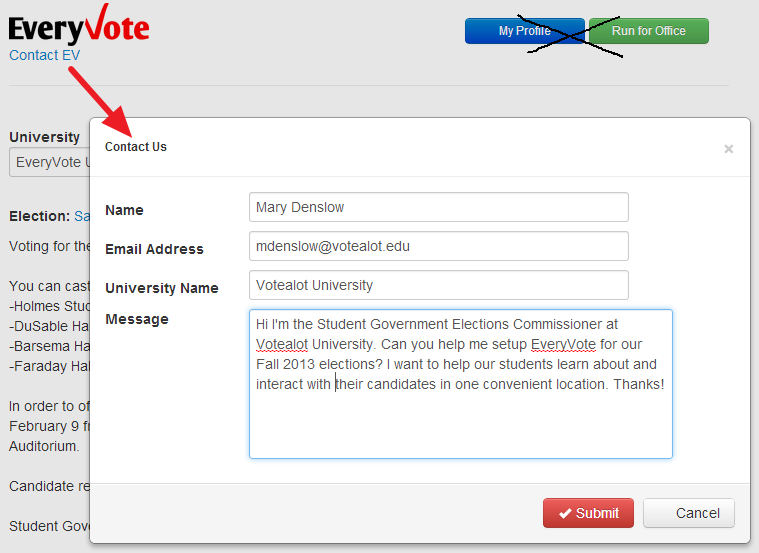 EveryVote
Contact EV
My Profile
Run for Office
University
EveryVote U
Election: Sa
Voting for the
You can cast
-Holmes Stud
-DuSable Ha
-Barsema Ha
-Faraday Hal
In order to of
February 9 fr
Auditorium.
Candidate re
Student Gov
Contact Us
×
Name
Mary Denslow
Email Address
mdenslow@votealot.edu
University Name
Votealot University
Message
Hi I'm the Student Government Elections Commissioner at
Votealot University. Can you help me setup EveryVote for our
Fall 2013 elections? I want to help our students learn about and
interact with their candidates in one convenient location. Thanks!
Submit
Cancel